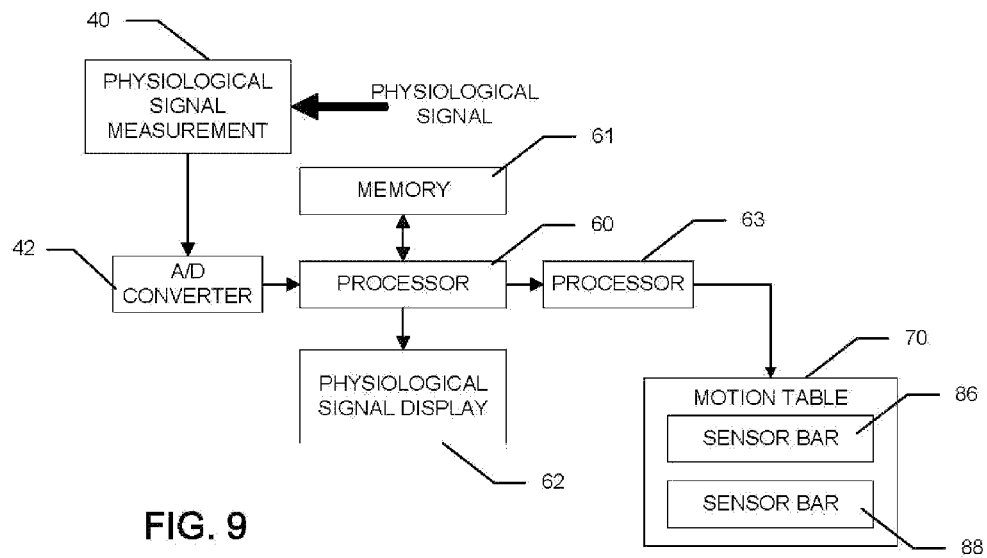 40
PHYSIOLOGICAL
SIGNAL
MEASUREMENT
PHYSIOLOGICAL
SIGNAL
61
MEMORY
60
63
42
A/D
CONVERTER
PROCESSOR
PROCESSOR
70
PHYSIOLOGICAL
SIGNAL DISPLAY
62
MOTION TABLE
86
SENSOR BAR
SENSOR BAR
88
FIG. 9